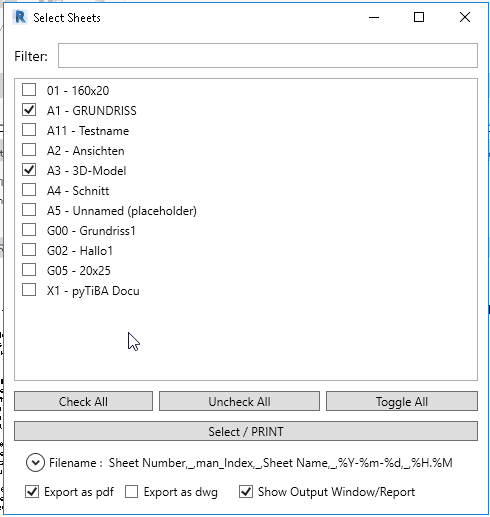 Select Sheets
Filter:
01 - 160x20
A1 - GRUNDRISS
A11 - Testname
A2 - Ansichten
A3 - 3D-Model
A4 - Schnitt
A5 - Unnamed (placeholder)
G00 - Grundriss1
G02 - Hallo1
G05 - 20x25
X1 - pyTiBA Docu
Check All Uncheck All Toggle All
Select / PRINT
Filename : Sheet Number,_,man_Index,_,Sheet Name,_,%Y-%m-%d,_,%H.%M
Export as pdf Export as dwg Show Output Window/Report